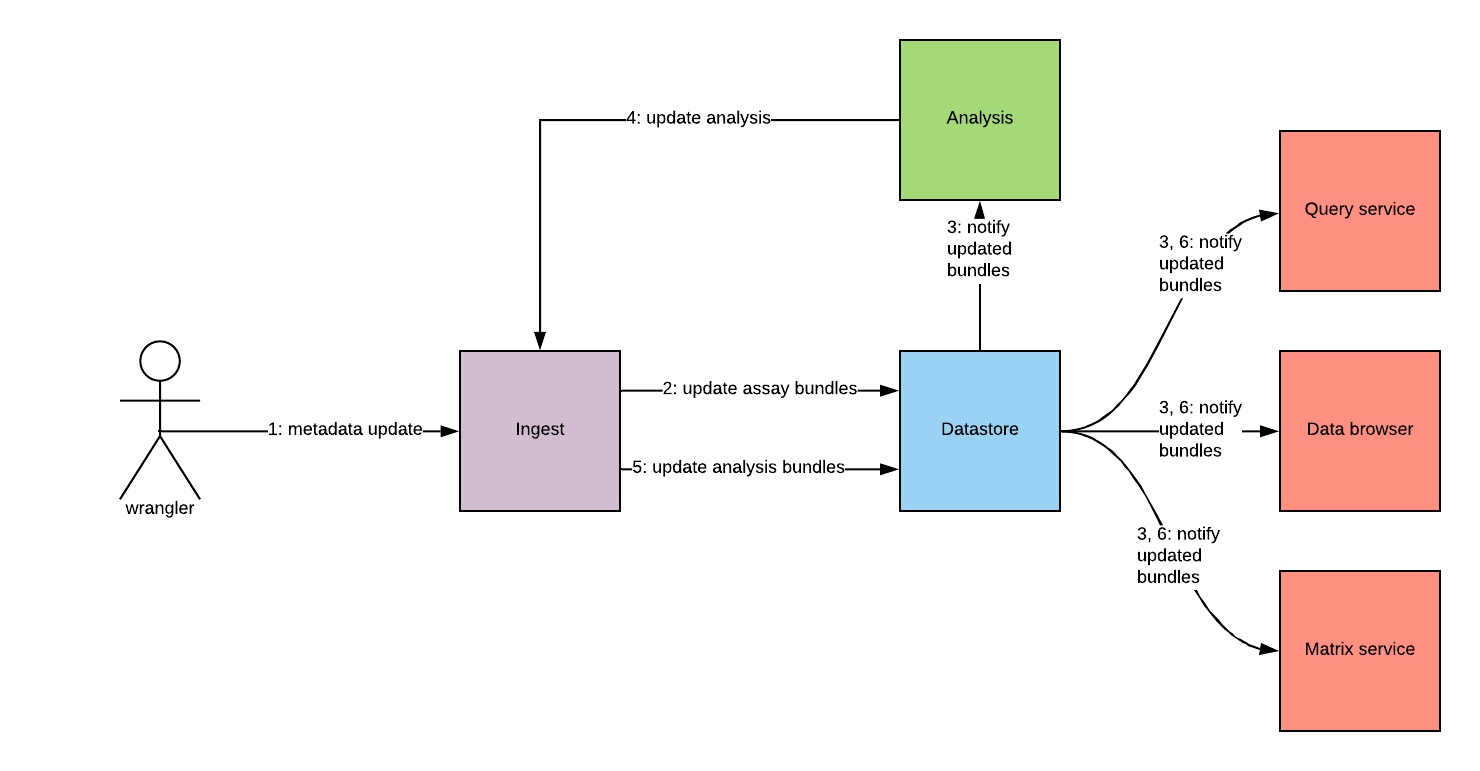 Analysis
4: update analysis
Query service
3: notify
updated
bundles
3, 6: notify
updated
bundles
2: update assay bundles
3, 6: notify
updated
bundles
1: metadata update
Ingest
Datastore
Data browser
5: update analysis bundles
wrangler
3, 6: notify
updated
bundles
Matrix service